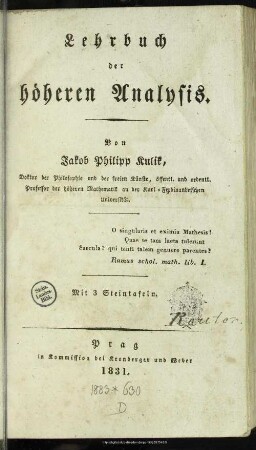 Lehrbuch
der
höheren Analysis.
Von
Jakob Philipp Kulik,
Doktor der Philosophie und der freien Künste, öffentl. und ordentl.
Professor der höheren Mathematik an der Karl-Ferdinandeischen
Universität.
O singularis et eximia Mathesis!
Quae te tam laeta tulerunt
saecula? qui tanti talem genuere parentes?
Ramus schol. math. lib. I.
Mit 3 Steintafeln.
Prag
in Kommission bei Kronberger und Weber
1831.
1883 * 630
D